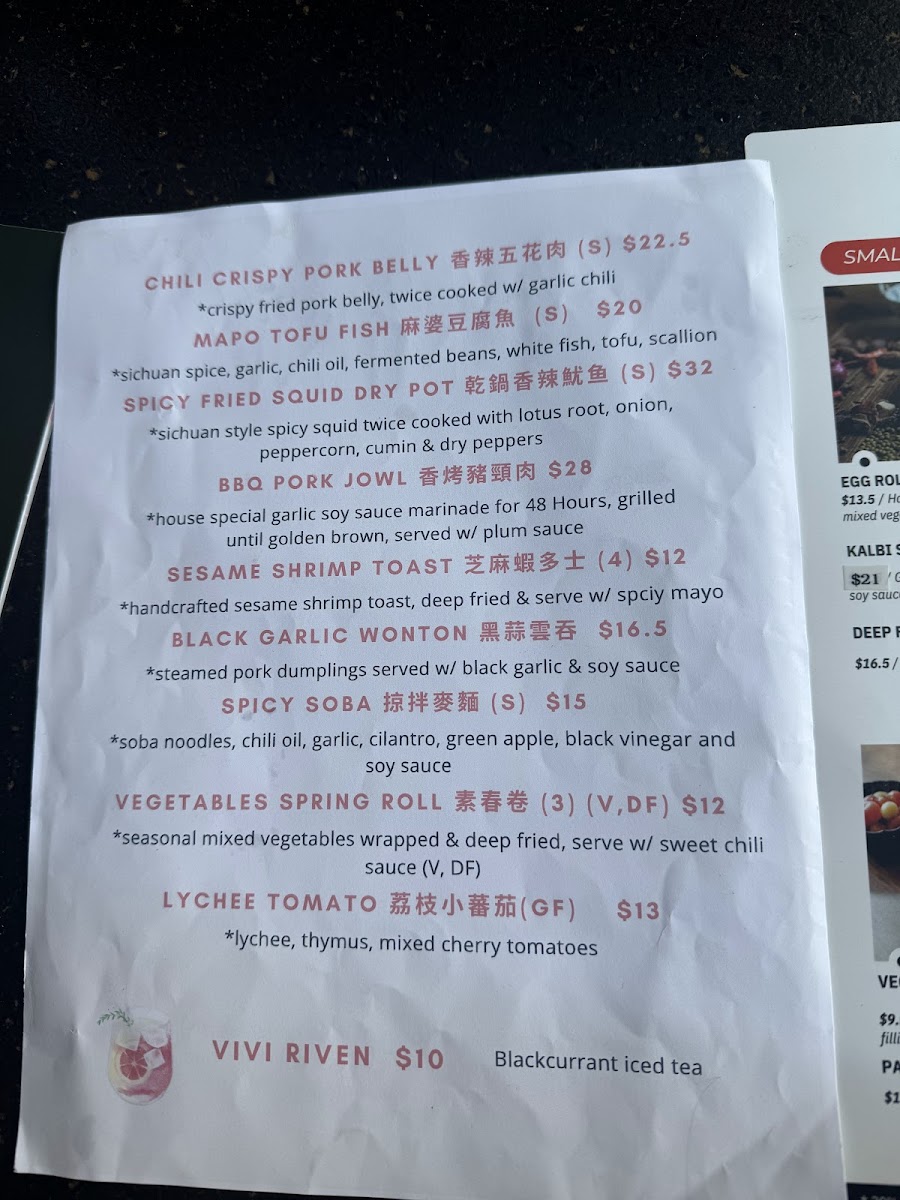 CHILI CRISPY PORK BELLY 香辣五花肉 (S) $22.5
*crispy fried pork belly, twice cooked w/ garlic chili
MAPO TOFU FISH 麻婆豆腐魚 (S) $20
*sichuan spice, garlic, chili oil, fermented beans, white fish, tofu, scallion
SPICY FRIED SQUID DRY POT 乾鍋香辣魷鱼 (S) $32
*sichuan style spicy squid twice cooked with lotus root, onion,
peppercorn, cumin & dry peppers
BBQ PORK JOWL 香烤豬頸肉 $28
*house special garlic soy sauce marinade for 48 Hours, grilled
until golden brown, served w/ plum sauce
SESAME SHRIMP TOAST 芝麻蝦多士 (4) $12
*handcrafted sesame shrimp toast, deep fried & serve w/ spciy mayo
BLACK GARLIC WONTON 黑蒜雲吞 $16.5
*steamed pork dumplings served w/ black garlic & soy sauce
SPICY SOBA 掠拌麥麵 (S) $15
*soba noodles, chili oil, garlic, cilantro, green apple, black vinegar and
soy sauce
VEGETABLES SPRING ROLL 素春卷 (3) (V,DF) $12
*seasonal mixed vegetables wrapped & deep fried, serve w/ sweet chili
sauce (V, DF)
LYCHEE TOMATO 荔枝小蕃茄(GF) $13
*lychee, thymus, mixed cherry tomatoes
VIVI RIVEN $10 Blackcurrant iced tea
SMAL
EGG ROL
$13.5 / Ho
mixed veg
KALBI S
$21 / G
soy sauc
DEEP F
$16.5 /
VE
$9.
filli
PA
$1